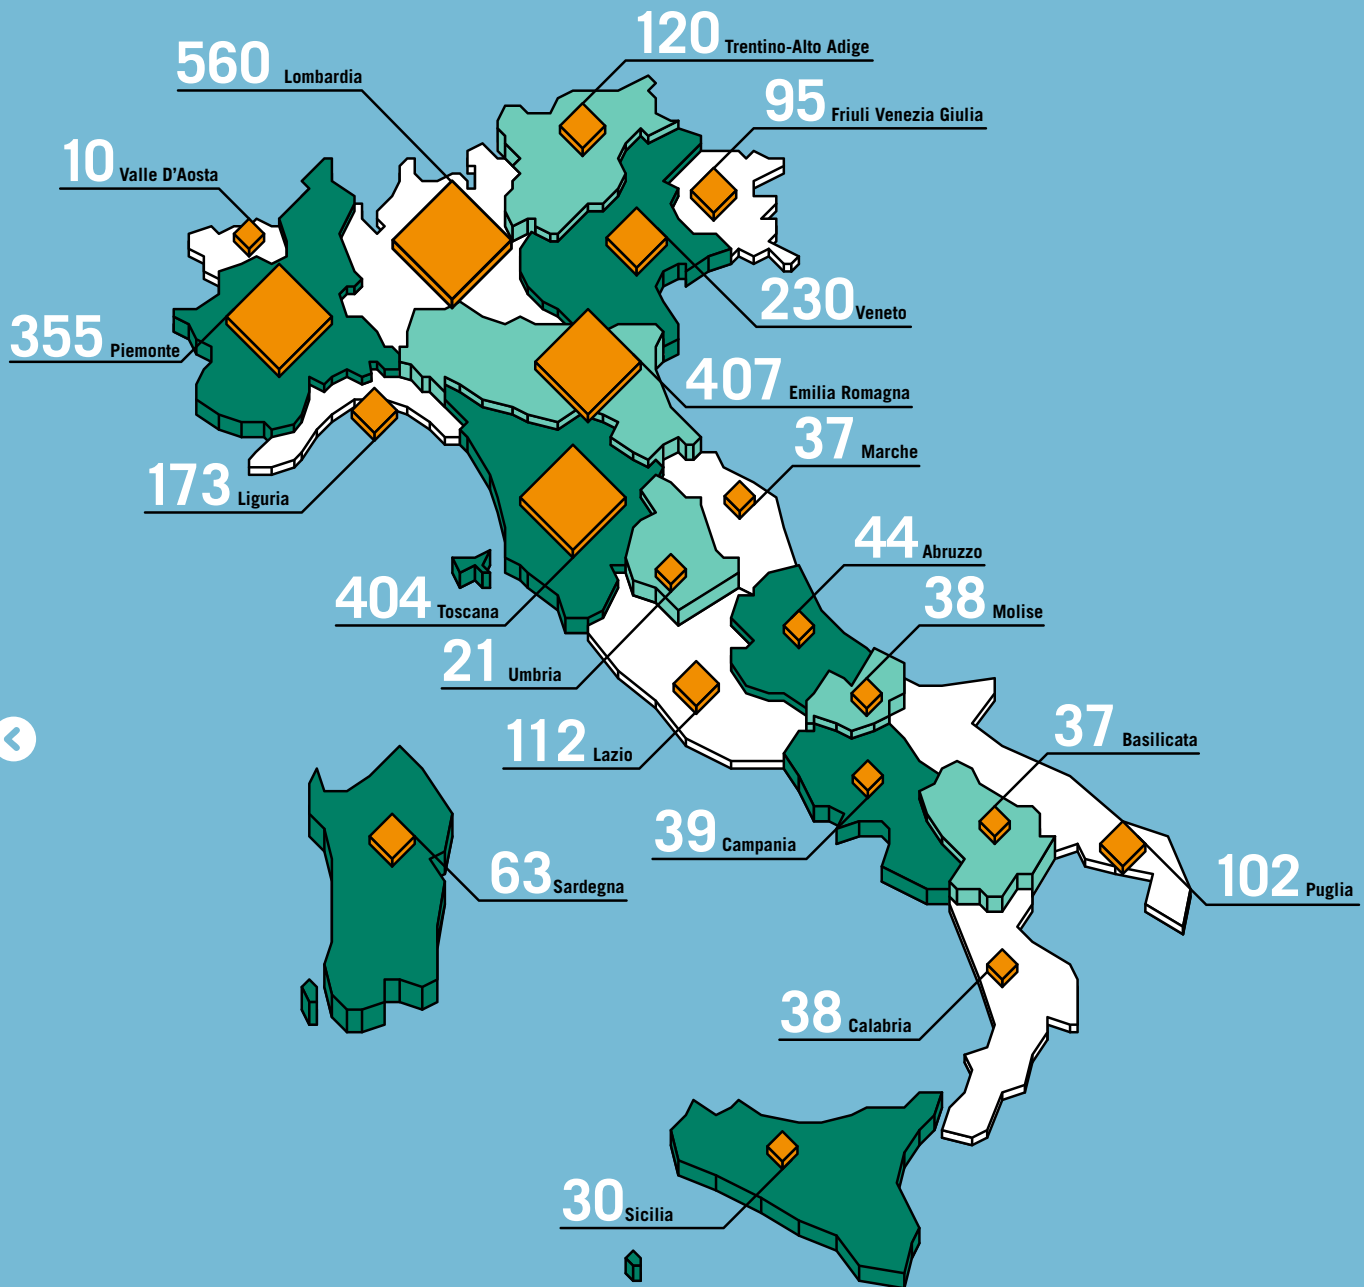 120 Trentino-Alto Adige
560 Lombardia
95 Friuli Venezia Giulia
10 Valle D'Aosta
230 Veneto
355 Piemonte
407 Emilia Romagna
37 Marche
173 Liguria
44 Abruzzo
404 Toscana
38 Molise
21 Umbria
37 Basilicata
112 Lazio
39 Campania
63 Sardegna
102 Puglia
38 Calabria
30 Sicilia